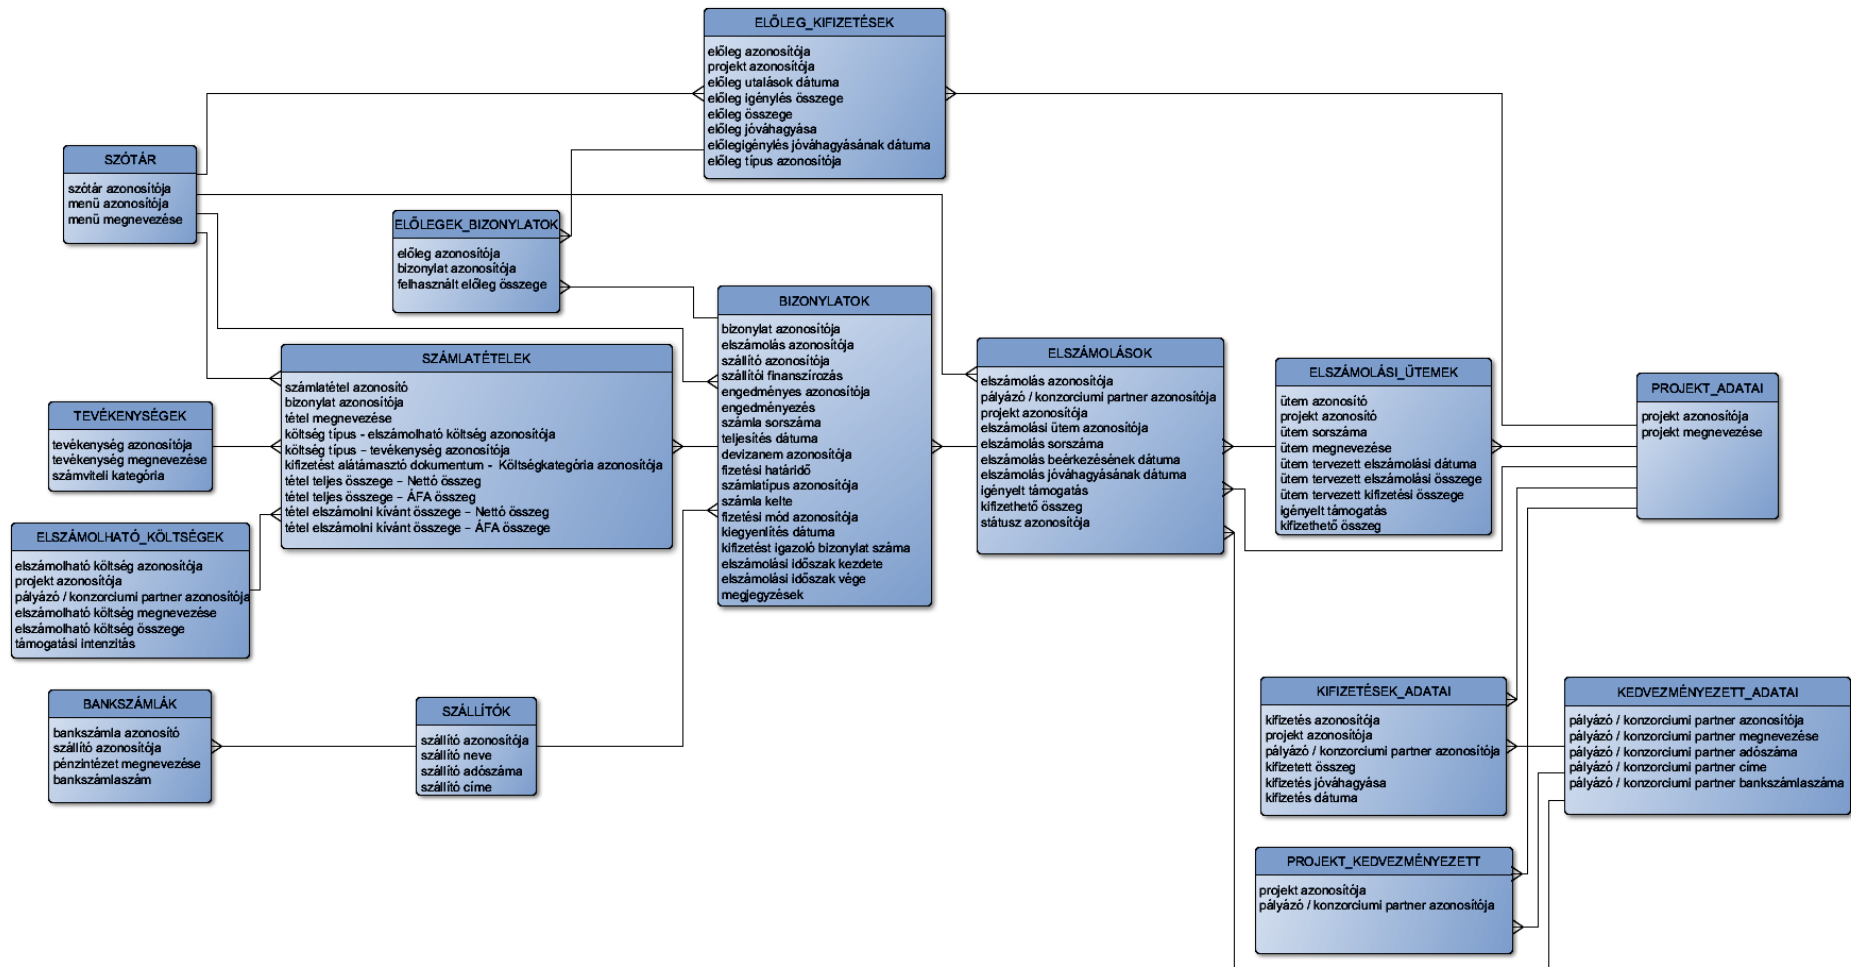 ELŐLEG_KIFIZETÉSEK
előleg azonosítója
projekt azonosítója
előleg utalások dátuma
előleg igénylés összege
előleg összege
előleg jóváhagyása
előlegigénylés jóváhagyásának dátuma
előleg típus azonosítója
SZÓTÁR
szótár azonosítója
menü azonosítója
menü megnevezése
ELŐLEGEK_BIZONYLATOK
előleg azonosítója
bizonylat azonosítója
felhasznált előleg összege
BIZONYLATOK
bizonylat azonosítója
elszámolás azonosítója
szállító azonosítója
szállítói finanszírozás
engedményes azonosítója
engedményezés
számla sorszáma
teljesítés dátuma
devizanem azonosítója
fizetési határidő
számlatípus azonosítója
számla kelte
fizetési mód azonosítója
kiegyenlítés dátuma
kifizetést igazoló bizonylat száma
elszámolási időszak kezdete
elszámolási időszak vége
megjegyzések
SZÁMLATÉTELEK
számlatétel azonosító
bizonylat azonosítója
tétel megnevezése
költség típus - elszámolható költség azonosítója
költség típus – tevékenység azonosítója
kifizetést alátámasztó dokumentum - Költségkategória azonosítója
tétel teljes összege – Nettó összeg
tétel teljes összege – ÁFA összeg
tétel elszámolni kívánt összege – Nettó összeg
tétel elszámolni kívánt összege – ÁFA összege
ELSZÁMOLÁSOK
elszámolás azonosítója
pályázó / konzorciumi partner azonosítója
projekt azonosítója
elszámolási ütem azonosítója
elszámolás sorszáma
elszámolás beérkezésének dátuma
elszámolás jóváhagyásának dátuma
igényelt támogatás
kifizethető összeg
státusz azonosítója
ELSZÁMOLÁSI_ÜTEMEK
ütem azonosító
projekt azonosító
ütem sorszáma
ütem megnevezése
ütem tervezett elszámolási dátuma
ütem tervezett elszámolási összege
ütem tervezett kifizetési összege
igényelt támogatás
kifizethető összeg
PROJEKT_ADATAI
projekt azonosítója
projekt megnevezése
TEVÉKENYSÉGEK
tevékenység azonosítója
tevékenység megnevezése
számviteli kategória
ELSZÁMOLHATÓ_KÖLTSÉGEK
elszámolható költség azonosítója
projekt azonosítója
pályázó / konzorciumi partner azonosítója
elszámolható költség megnevezése
elszámolható költség összege
támogatási intenzitás
BANKSZÁMLÁK
bankszámla azonosító
szállító azonosítója
pénzintézet megnevezése
bankszámlaszám
SZÁLLÍTÓK
szállító azonosítója
szállító neve
szállító adószáma
szállító címe
KIFIZETÉSEK_ADATAI
kifizetés azonosítója
projekt azonosítója
pályázó / konzorciumi partner azonosítója
kifizetett összeg
kifizetés jóváhagyása
kifizetés dátuma
KEDVEZMÉNYEZETT_ADATAI
pályázó / konzorciumi partner azonosítója
pályázó / konzorciumi partner megnevezése
pályázó / konzorciumi partner adószáma
pályázó / konzorciumi partner címe
pályázó / konzorciumi partner bankszámlaszáma
PROJEKT_KEDVEZMÉNYEZETT
projekt azonosítója
pályázó / konzorciumi partner azonosítója